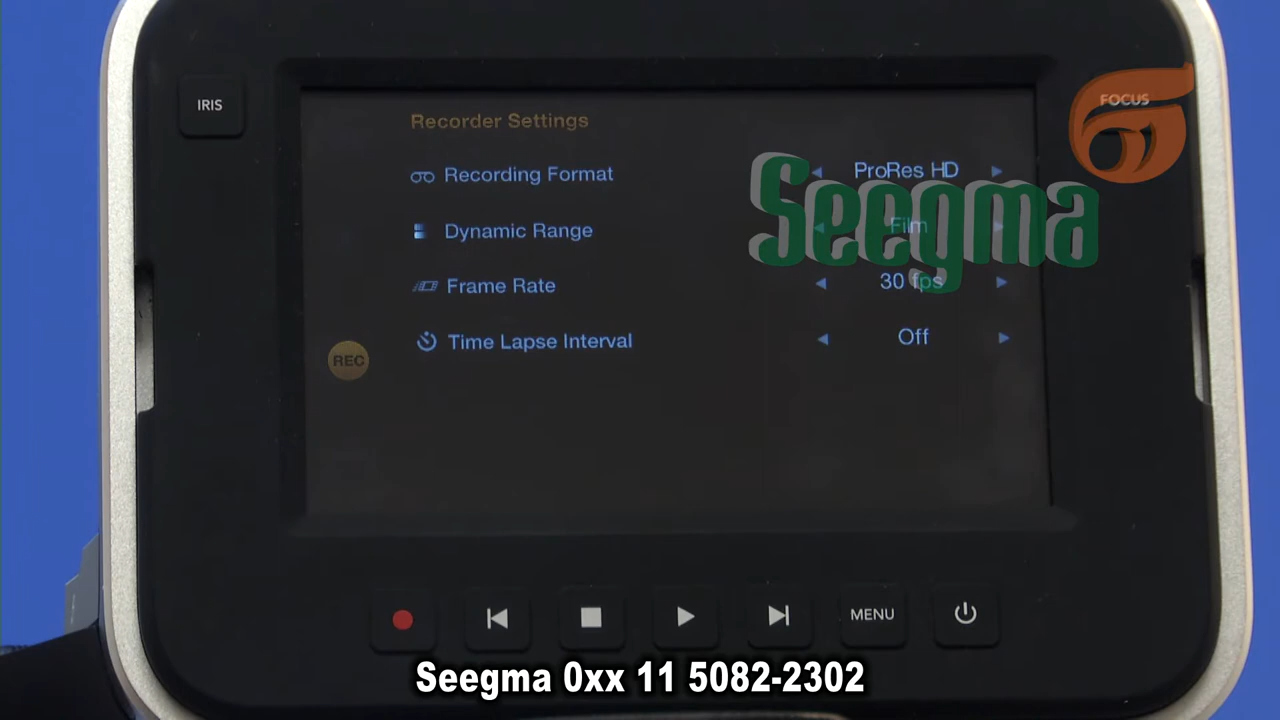 IRIS
FOCUS
Recorder Settings
Recording Format ProRes HD
Seegma
Dynamic Range Film
Frame Rate 30 fps
Time Lapse Interval Off
REC
MENU
Seegma 0xx 11 5082-2302